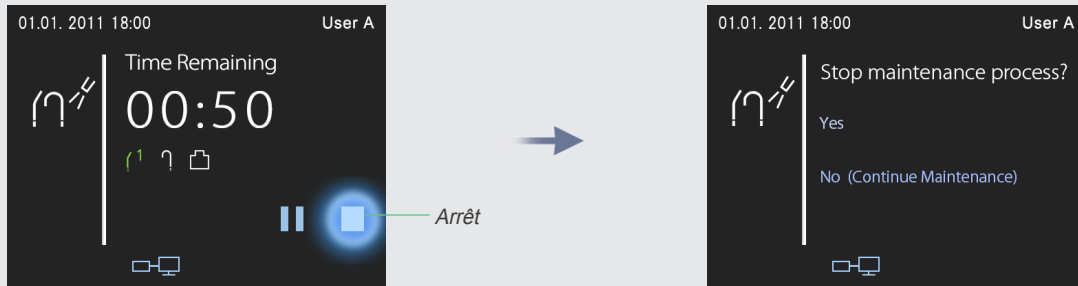 01.01. 2011 18:00 User A
Time Remaining
00:50
1
Arrêt
01.01. 2011 18:00 User A
Stop maintenance process?
Yes
No (Continue Maintenance)